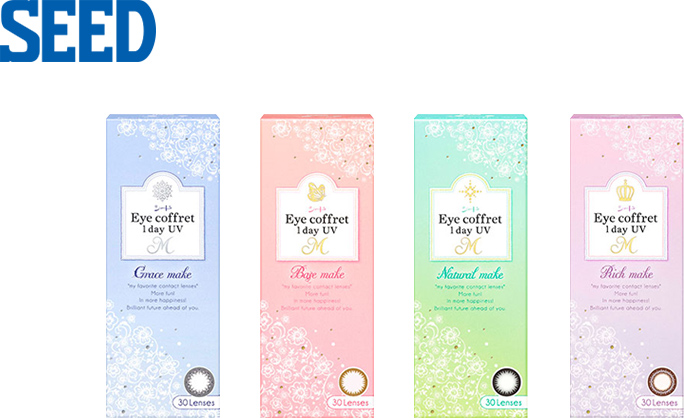 SEED
シード
Eye coffret
1 day UV
M
Grace make
"my favorite contact lenses"
More fun!
In more happiness!
Brilliant future ahead of you.
30 Lenses
シード
Eye coffret
1 day UV
M
Base make
"my favorite contact lenses"
More fun!
In more happiness!
Brilliant future ahead of you.
30 Lenses
シード
Eye coffret
1 day UV
M
Natural make
"my favorite contact lenses"
More fun!
In more happiness!
Brilliant future ahead of you.
30 Lenses
シード
Eye coffret
1 day UV
M
Rich make
"my favorite contact lenses"
More fun!
In more happiness!
Brilliant future ahead of you.
30 Lenses